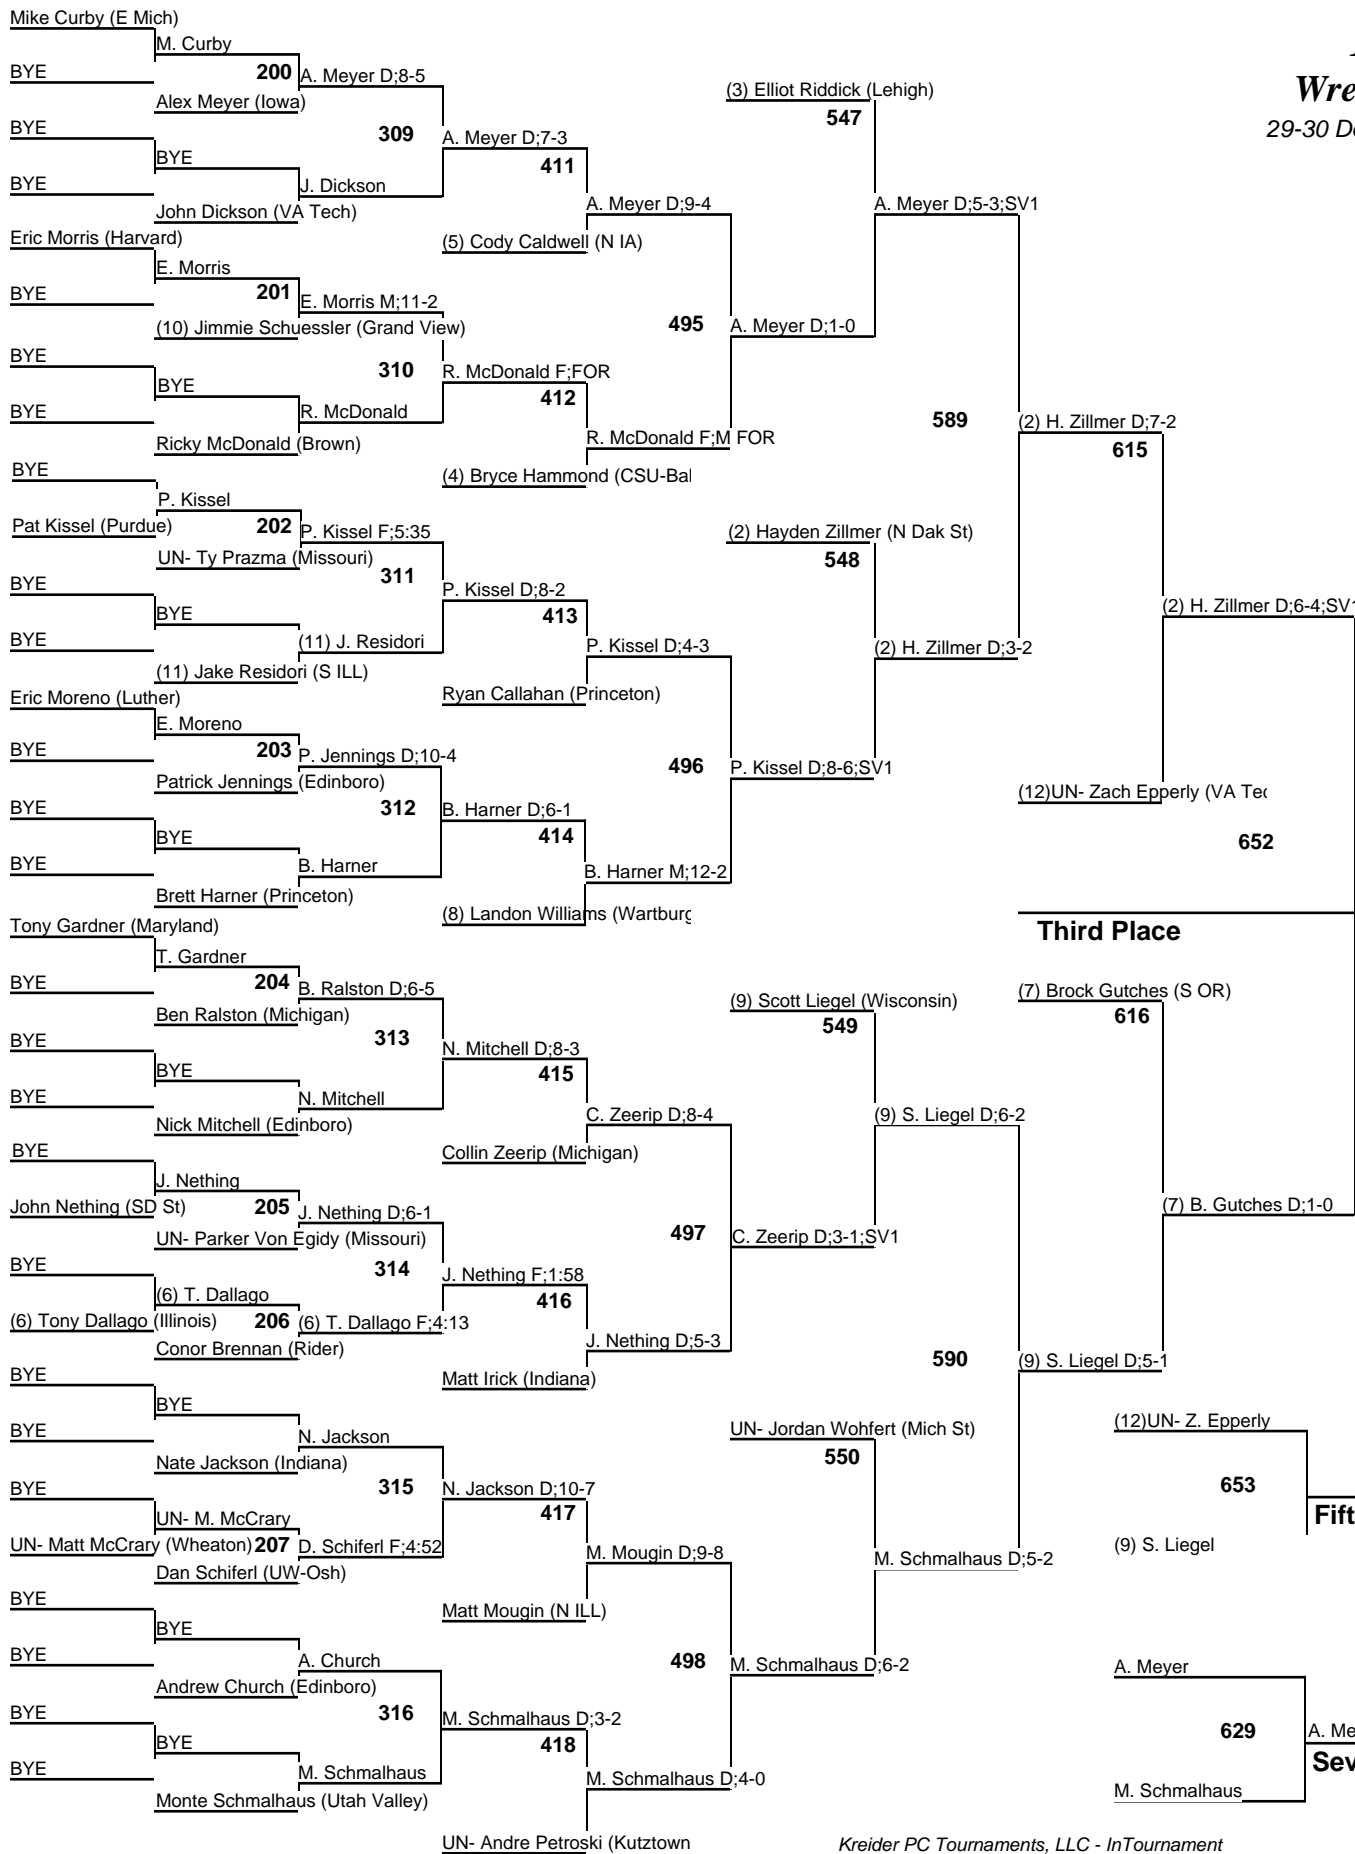 Mike Curby (E Mich)
M. Curby
BYE
200
A. Meyer D;8-5
Alex Meyer (Iowa)
BYE
309
A. Meyer D;7-3
BYE
411
BYE
J. Dickson
John Dickson (VA Tech)
A. Meyer D;9-4
(5) Cody Caldwell (N IA)
Eric Morris (Harvard)
E. Morris
BYE
201
E. Morris M;11-2
(10) Jimmie Schuessler (Grand View)
495
A. Meyer D;1-0
BYE
310
R. McDonald F;FOR
BYE
412
BYE
R. McDonald
Ricky McDonald (Brown)
R. McDonald F;M FOR
(4) Bryce Hammond (CSU-Bal
(3) Elliot Riddick (Lehigh)
547
A. Meyer D;5-3;SV1
Wre
29-30 D
589
(2) H. Zillmer D;7-2
615
BYE
P. Kissel
Pat Kissel (Purdue)
202
P. Kissel F;5:35
UN- Ty Prazma (Missouri)
311
BYE
P. Kissel D;8-2
BYE
413
BYE
(11) J. Residori
(11) Jake Residori (S ILL)
P. Kissel D;4-3
Ryan Callahan (Princeton)
(2) Hayden Zillmer (N Dak St)
548
(2) H. Zillmer D;3-2
(2) H. Zillmer D;6-4;SV1
Eric Moreno (Luther)
E. Moreno
BYE
203
P. Jennings D;10-4
Patrick Jennings (Edinboro)
496
P. Kissel D;8-6;SV1
312
BYE
B. Harner D;6-1
BYE
414
BYE
B. Harner
Brett Harner (Princeton)
B. Harner M;12-2
(8) Landon Williams (Wartburg
(12)UN- Zach Epperly (VA Tec
652
Third Place
Tony Gardner (Maryland)
T. Gardner
BYE
204
B. Ralston D;6-5
Ben Ralston (Michigan)
313
BYE
N. Mitchell D;8-3
BYE
415
BYE
N. Mitchell
Nick Mitchell (Edinboro)
C. Zeerip D;8-4
Collin Zeerip (Michigan)
(9) Scott Liegel (Wisconsin)
549
(9) S. Liegel D;6-2
(7) Brock Gutches (S OR)
616
BYE
J. Nething
John Nething (SD St)
205
J. Nething D;6-1
UN- Parker Von Egidy (Missouri)
497
C. Zeerip D;3-1;SV1
(7) B. Gutches D;1-0
314
BYE
J. Nething F;1:58
(6) T. Dallago
416
(6) Tony Dallago (Illinois)
206
(6) T. Dallago F;4:13
Conor Brennan (Rider)
J. Nething D;5-3
590
(9) S. Liegel D;5-1
Matt Irick (Indiana)
BYE
BYE
BYE
N. Jackson
Nate Jackson (Indiana)
315
N. Jackson D;10-7
417
BYE
UN- M. McCrary
UN- Matt McCrary (Wheaton)
207
D. Schiferl F;4:52
Dan Schiferl (UW-Osh)
M. Mougin D;9-8
Matt Mougin (N ILL)
UN- Jordan Wohfert (Mich St)
550
M. Schmalhaus D;5-2
(12)UN- Z. Epperly
653
Fift
(9) S. Liegel
BYE
BYE
BYE
A. Church
Andrew Church (Edinboro)
498
M. Schmalhaus D;6-2
A. Meyer
316
M. Schmalhaus D;3-2
BYE
418
BYE
BYE
M. Schmalhaus
Monte Schmalhaus (Utah Valley)
M. Schmalhaus D;4-0
629
A. Me
Sev
M. Schmalhaus
UN- Andre Petroski (Kutztown
Kreider PC Tournaments, LLC - InTournament